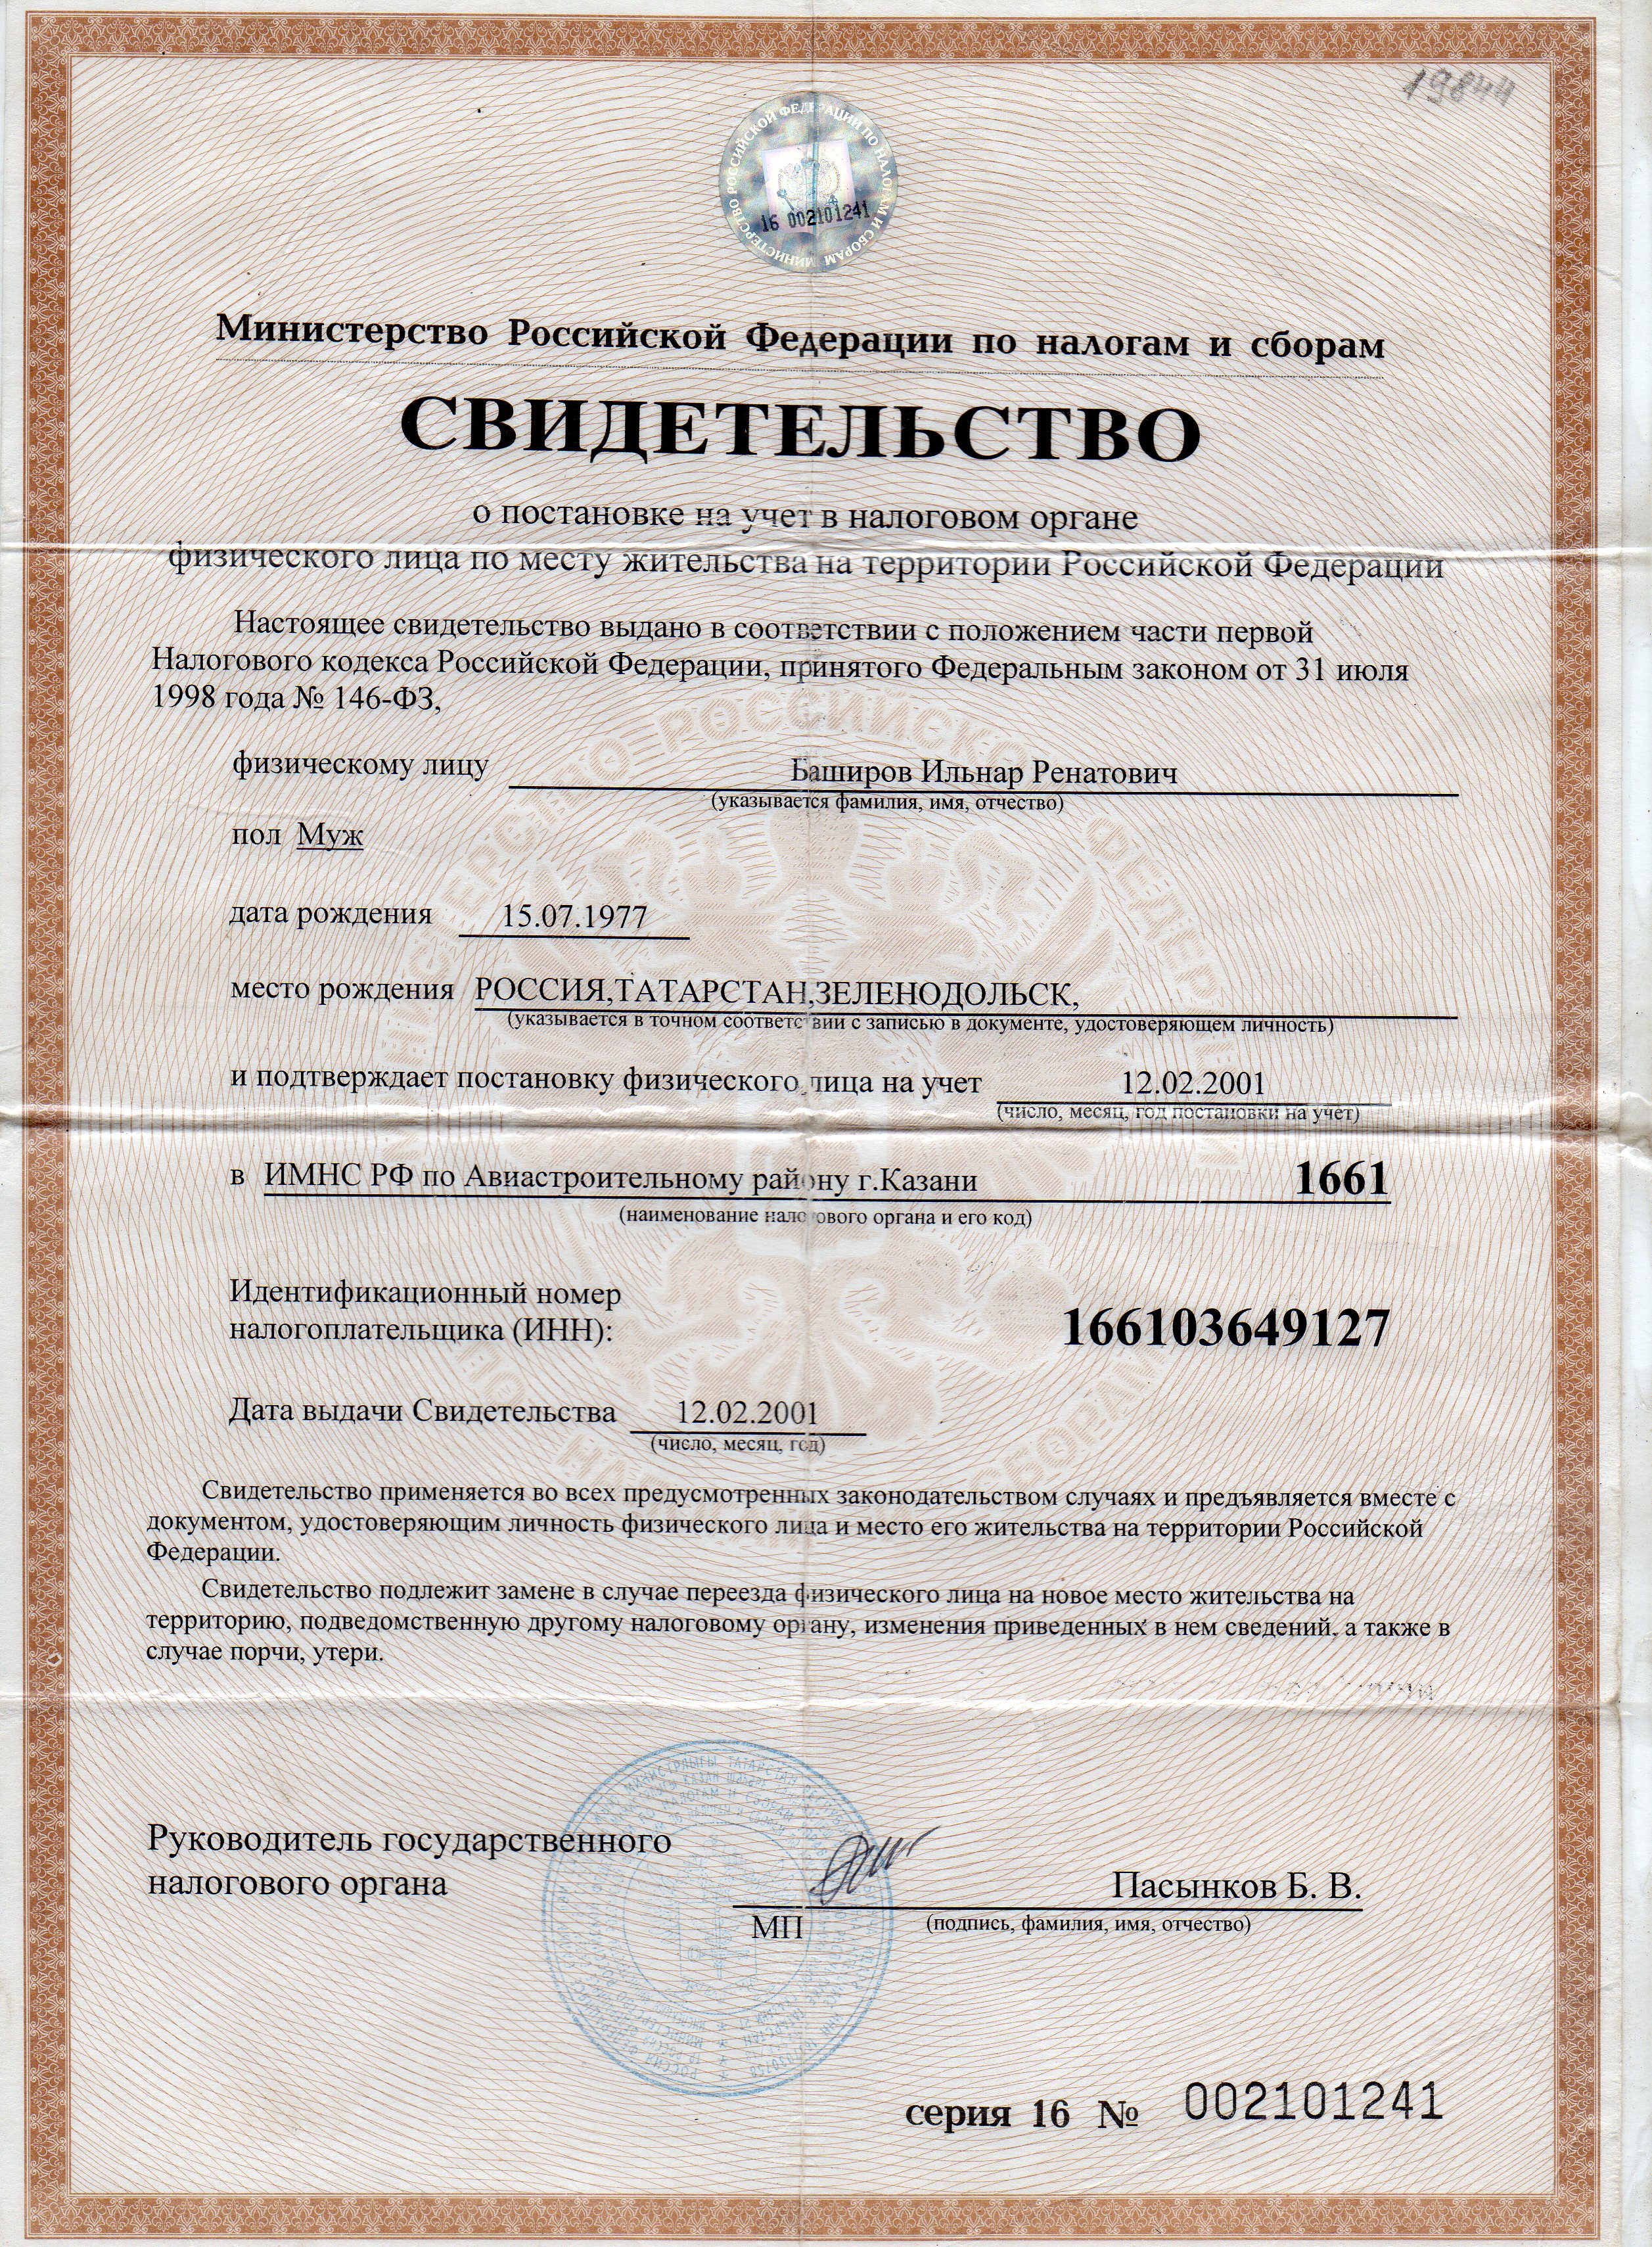 19844
МИНИСТЕРСТВО РОССИЙСКОЙ ФЕДЕРАЦИИ ПО НАЛОГАМ И СБОРАМ
16 002101241
Министерство Российской Федерации по налогам и сборам
СВИДЕТЕЛЬСТВО
о постановке на учет в налоговом органе
физического лица по месту жительства на территории Российской Федерации
Настоящее свидетельство выдано в соответствии с положением части первой
Налогового кодекса Российской Федерации, принятого Федеральным законом от 31 июля
1998 года № 146-ФЗ,
физическому лицу Баширов Ильнар Ренатович
(указывается фамилия, имя, отчество)
пол Муж
дата рождения 15.07.1977
место рождения РОССИЯ,ТАТАРСТАН,ЗЕЛЕНОДОЛЬСК,
(указывается в точном соответствии с записью в документе, удостоверяющем личность)
и подтверждает постановку физического лица на учет 12.02.2001
(число, месяц, год постановки на учет)
в ИМНС РФ по Авиастроительному району г.Казани 1661
(наименование налогового органа и его код)
Идентификационный номер
налогоплательщика (ИНН): 166103649127
Дата выдачи Свидетельства 12.02.2001
(число, месяц, год)
Свидетельство применяется во всех предусмотренных законодательством случаях и предъявляется вместе с
документом, удостоверяющим личность физического лица и место его жительства на территории Российской
Федерации.
Свидетельство подлежит замене в случае переезда физического лица на новое место жительства на
территорию, подведомственную другому налоговому органу, изменения приведенных в нем сведений, а также в
случае порчи, утери.
Руководитель государственного
налогового органа Пасынков Б. В.
МП (подпись, фамилия, имя, отчество)
серия 16 № 002101241